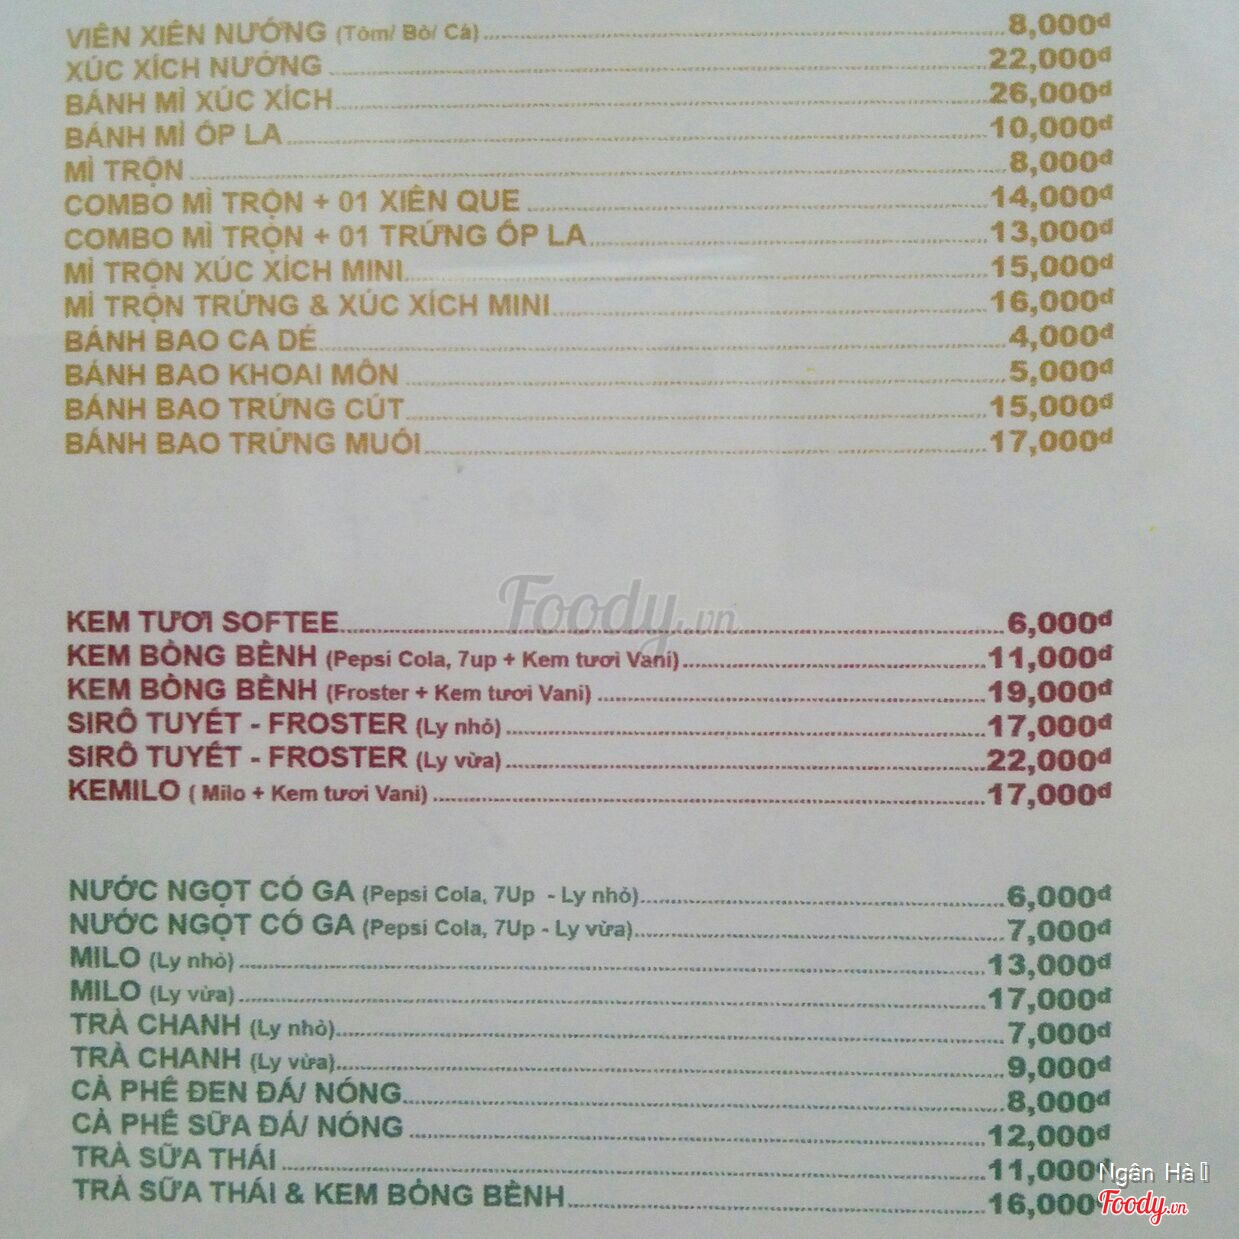 VIÊN XIÊN NƯỚNG (Tôm/ Bò/ Cá) 8,000đ
XÚC XÍCH NƯỚNG 22,000đ
BÁNH MÌ XÚC XÍCH 26,000đ
BÁNH MÌ ỐP LA 10,000đ
MÌ TRỘN 8,000đ
COMBO MÌ TRỘN + 01 XIÊN QUE 14,000đ
COMBO MÌ TRỘN + 01 TRỨNG ỐP LA 13,000đ
MÌ TRỘN XÚC XÍCH MINI 15,000đ
MÌ TRỘN TRỨNG & XÚC XÍCH MINI 16,000đ
BÁNH BAO CA DÉ 4,000đ
BÁNH BAO KHOAI MÔN 5,000đ
BÁNH BAO TRỨNG CÚT 15,000đ
BÁNH BAO TRỨNG MUỐI 17,000đ
Foody.vn
KEM TƯƠI SOFTEE 6,000đ
KEM BỒNG BỀNH (Pepsi Cola, 7up + Kem tươi Vani) 11,000đ
KEM BỒNG BỀNH (Froster + Kem tươi Vani) 19,000đ
SIRÔ TUYẾT - FROSTER (Ly nhỏ) 17,000đ
SIRÔ TUYẾT - FROSTER (Ly vừa) 22,000đ
KEMILO ( Milo + Kem tươi Vani) 17,000đ
NƯỚC NGỌT CÓ GA (Pepsi Cola, 7Up - Ly nhỏ) 6,000đ
NƯỚC NGỌT CÓ GA (Pepsi Cola, 7Up - Ly vừa) 7,000đ
MILO (Ly nhỏ) 13,000đ
MILO (Ly vừa) 17,000đ
TRÀ CHANH (Ly nhỏ) 7,000đ
TRÀ CHANH (Ly vừa) 9,000đ
CÀ PHÊ ĐEN ĐÁ/ NÓNG 8,000đ
CÀ PHÊ SỮA ĐÁ/ NÓNG 12,000đ
TRÀ SỮA THÁI 11,000đ
TRÀ SỮA THÁI & KEM BỒNG BỀNH 16,000đ
Ngân Hà
Foody.vn